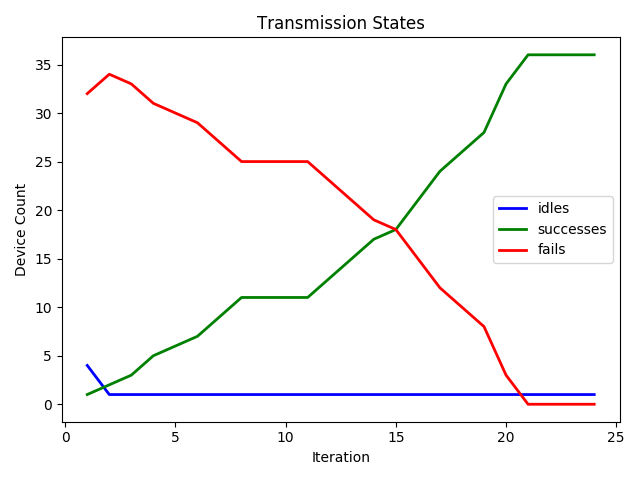 Transmission States
Device Count
35
30
25
20
15
10
5
0
idles
successes
fails
0 5 10 15 20 25
Iteration